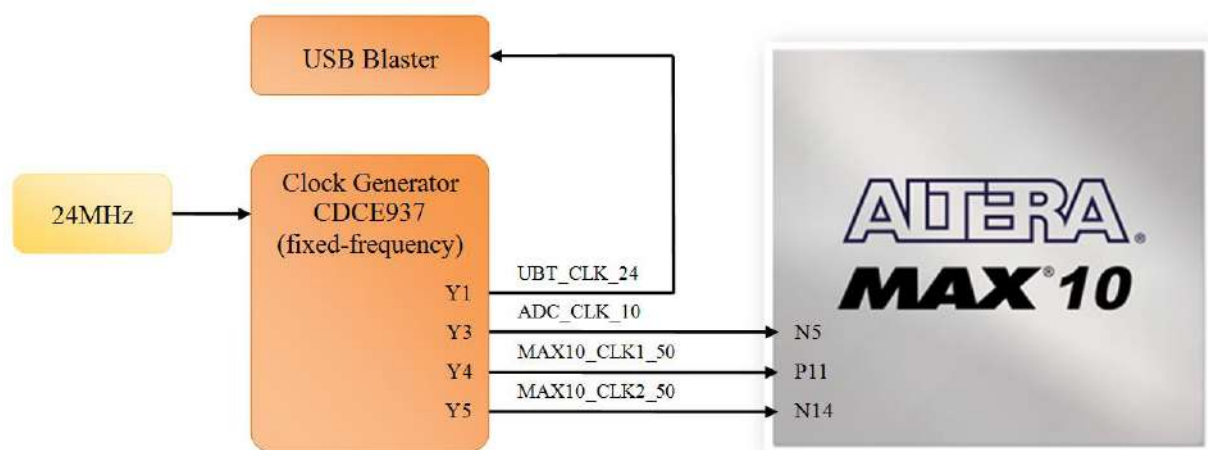 USB Blaster
24MHz
Clock Generator
CDCE937
(fixed-frequency)
Y1
UBT_CLK_24
Y3
ADC_CLK_10
N5
Y4
MAX10_CLK1_50
P11
Y5
MAX10_CLK2_50
N14
ALTERA®
MAX®10